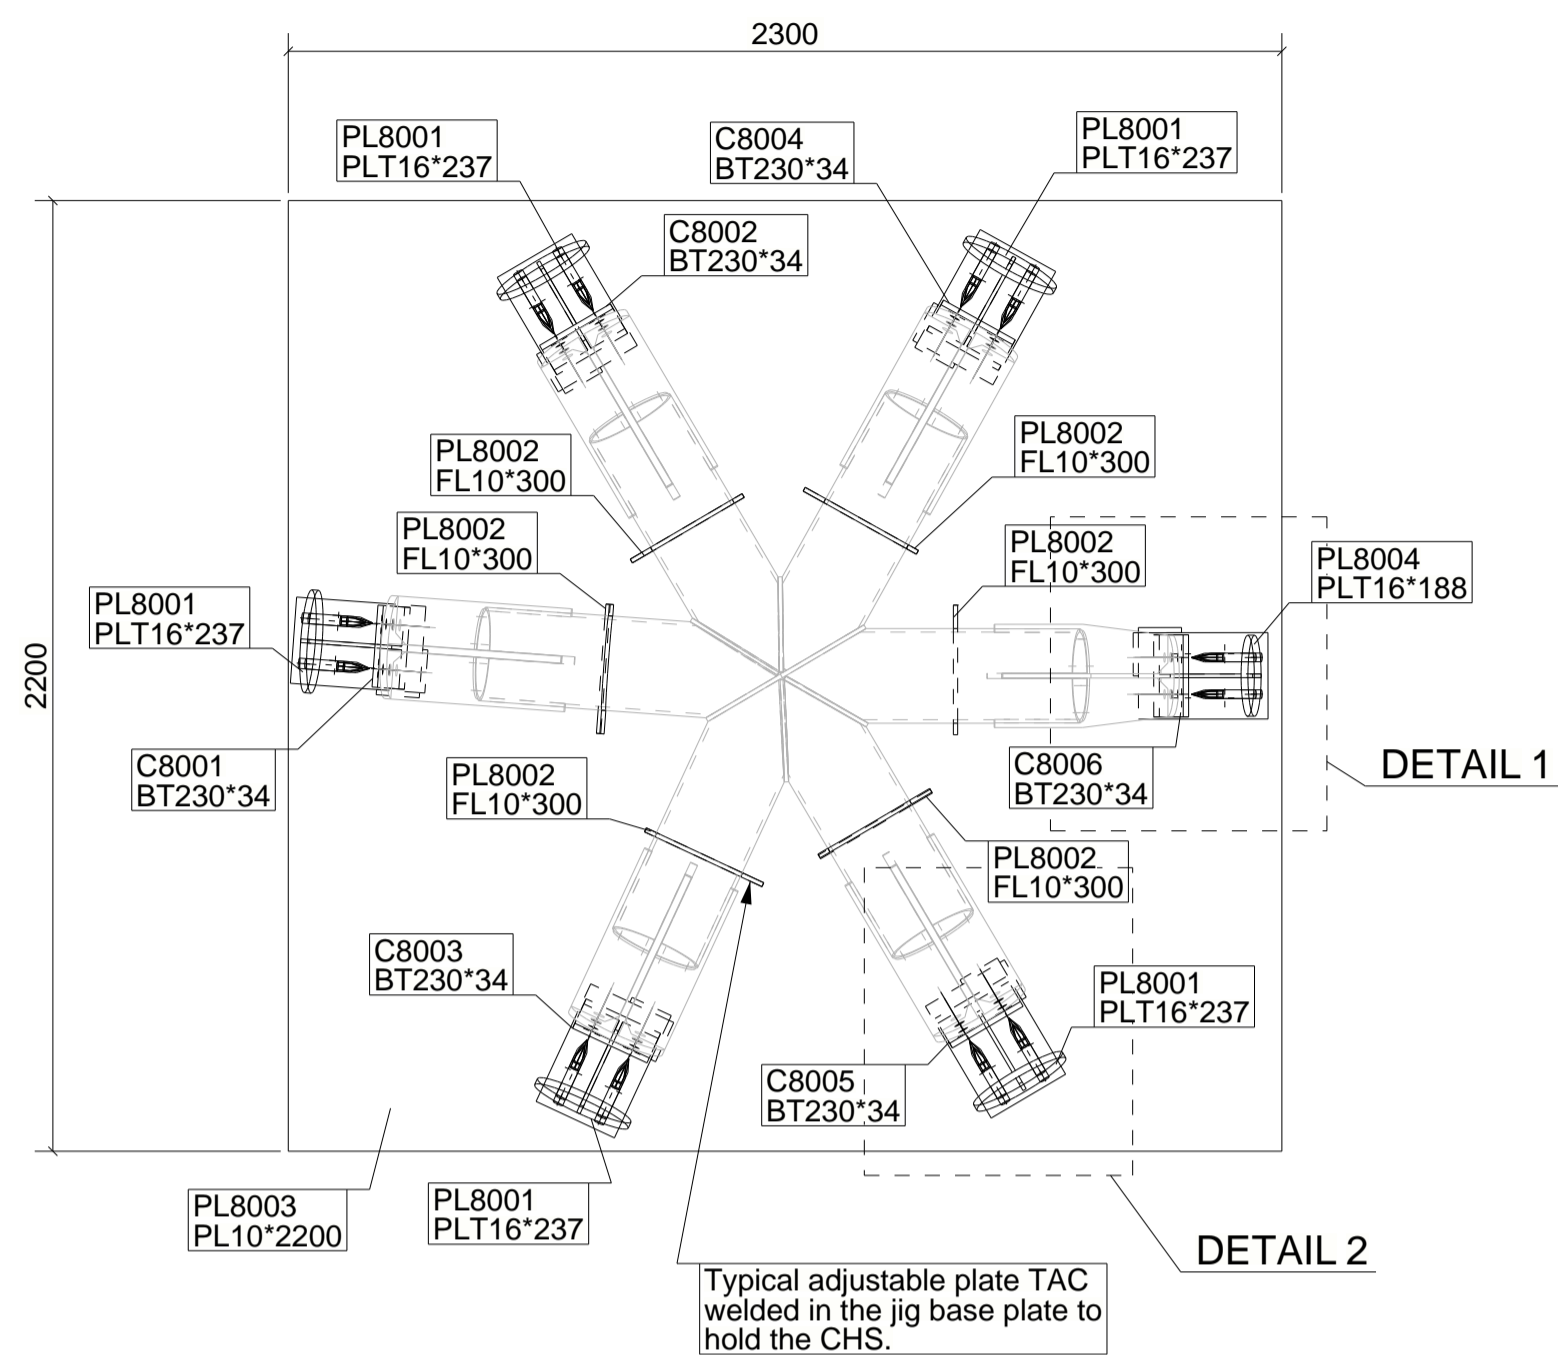 2300
PL8001
PLT16*237
C8004
BT230*34
PL8001
PLT16*237
C8002
BT230*34
PL8002
FL10*300
PL8002
FL10*300
PL8002
FL10*300
PL8002
FL10*300
PL8004
PLT16*188
PL8001
PLT16*237
2200
C8001
BT230*34
PL8002
FL10*300
C8006
BT230*34
DETAIL 1
PL8002
FL10*300
C8003
BT230*34
PL8001
PLT16*237
C8005
BT230*34
PL8003
PL10*2200
PL8001
PLT16*237
DETAIL 2
Typical adjustable plate TAC
welded in the jig base plate to
hold the CHS.